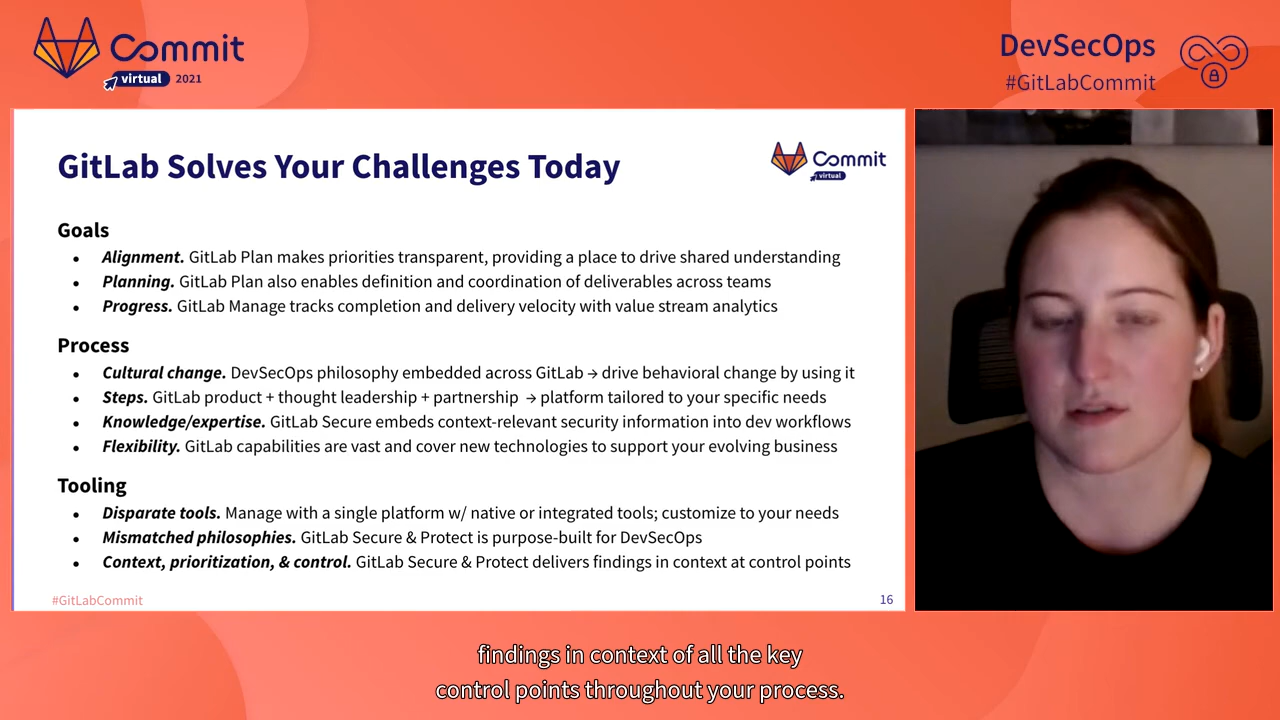 Commit
virtual 2021
DevSecOps
#GitLabCommit
GitLab Solves Your Challenges Today
Commit
virtual
Goals
● Alignment. GitLab Plan makes priorities transparent, providing a place to drive shared understanding
● Planning. GitLab Plan also enables definition and coordination of deliverables across teams
● Progress. GitLab Manage tracks completion and delivery velocity with value stream analytics
Process
● Cultural change. DevSecOps philosophy embedded across GitLab → drive behavioral change by using it
● Steps. GitLab product + thought leadership + partnership → platform tailored to your specific needs
● Knowledge/expertise. GitLab Secure embeds context-relevant security information into dev workflows
● Flexibility. GitLab capabilities are vast and cover new technologies to support your evolving business
Tooling
● Disparate tools. Manage with a single platform w/ native or integrated tools; customize to your needs
● Mismatched philosophies. GitLab Secure & Protect is purpose-built for DevSecOps
● Context, prioritization, & control. GitLab Secure & Protect delivers findings in context at control points
#GitLabCommit
16
findings in context of all the key
control points throughout your process.